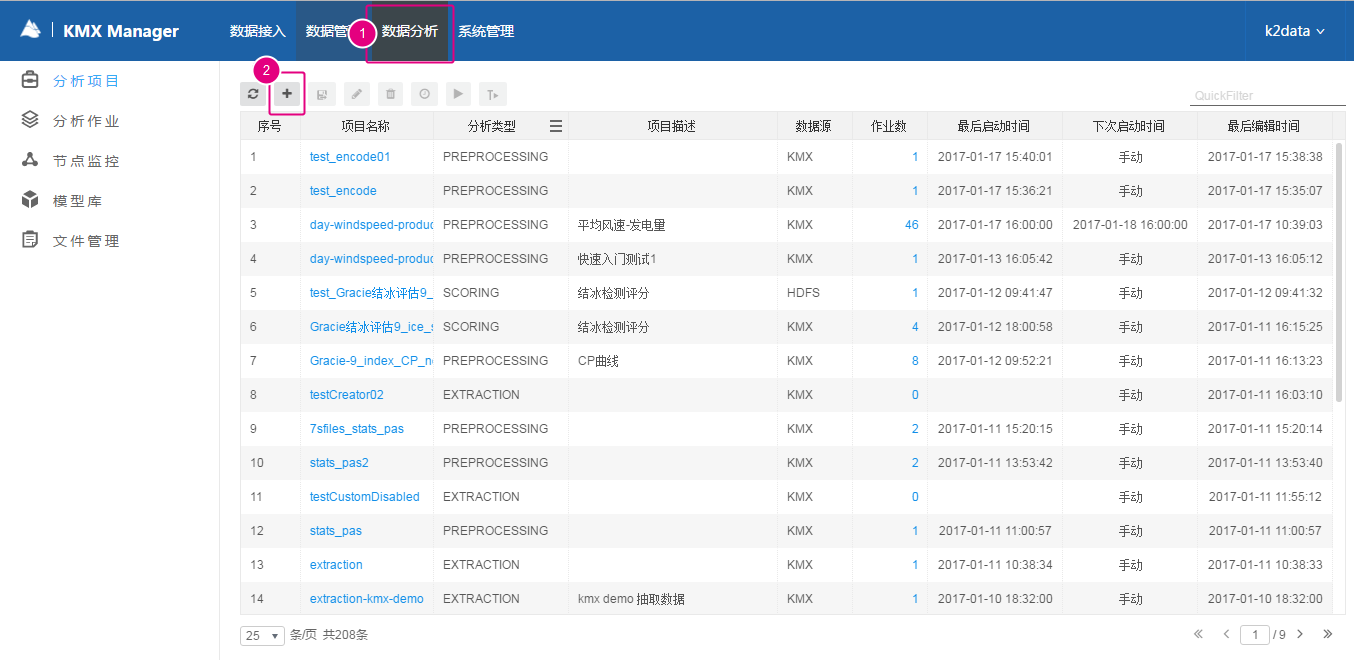 KMX Manager 数据接入 数据管 1 数据分析 系统管理 k2data
2
分析项目
分析作业
节点监控
模型库
文件管理
QuickFilter
序号 项目名称 分析类型 项目描述 数据源 作业数 最后启动时间 下次启动时间 最后编辑时间
1 test_encode01 PREPROCESSING KMX 1 2017-01-17 15:40:01 手动 2017-01-17 15:38:38
2 test_encode PREPROCESSING KMX 1 2017-01-17 15:36:21 手动 2017-01-17 15:35:07
3 day-windspeed-produc PREPROCESSING 平均风速-发电量 KMX 46 2017-01-17 16:00:00 2017-01-18 16:00:00 2017-01-17 10:39:03
4 day-windspeed-produc PREPROCESSING 快速入门测试1 KMX 1 2017-01-13 16:05:42 手动 2017-01-13 16:05:12
5 test_Gracie结冰评估9_ SCORING 结冰检测评分 HDFS 1 2017-01-12 09:41:47 手动 2017-01-12 09:41:32
6 Gracie结冰评估9_ice_s SCORING 结冰检测评分 KMX 4 2017-01-12 18:00:58 手动 2017-01-11 16:15:25
7 Gracie-9_index_CP_n PREPROCESSING CP曲线 KMX 8 2017-01-12 09:52:21 手动 2017-01-11 16:13:23
8 testCreator02 EXTRACTION KMX 0 手动 2017-01-11 16:03:10
9 7sfiles_stats_pas PREPROCESSING KMX 2 2017-01-11 15:20:15 手动 2017-01-11 15:20:14
10 stats_pas2 PREPROCESSING KMX 2 2017-01-11 13:53:42 手动 2017-01-11 13:53:40
11 testCustomDisabled EXTRACTION KMX 0 手动 2017-01-11 11:55:12
12 stats_pas PREPROCESSING KMX 1 2017-01-11 11:00:57 手动 2017-01-11 11:00:57
13 extraction EXTRACTION KMX 1 2017-01-11 10:38:34 手动 2017-01-11 10:38:33
14 extraction-kmx-demo EXTRACTION kmx demo 抽取数据 KMX 1 2017-01-10 18:32:00 手动 2017-01-10 18:32:00
25 条/页 共208条 1 / 9